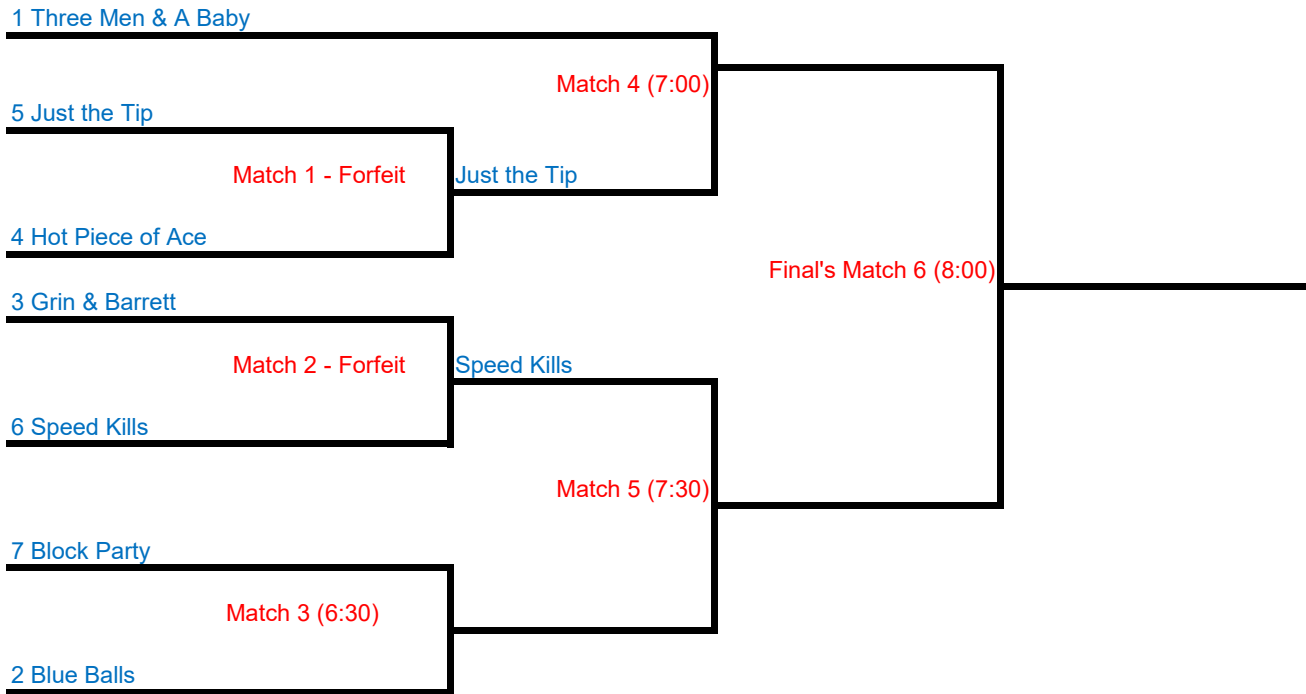 1 Three Men & A Baby
Match 4 (7:00)
5 Just the Tip
Match 1 - Forfeit
Just the Tip
4 Hot Piece of Ace
Final's Match 6 (8:00)
3 Grin & Barrett
Match 2 - Forfeit
Speed Kills
6 Speed Kills
Match 5 (7:30)
7 Block Party
Match 3 (6:30)
2 Blue Balls